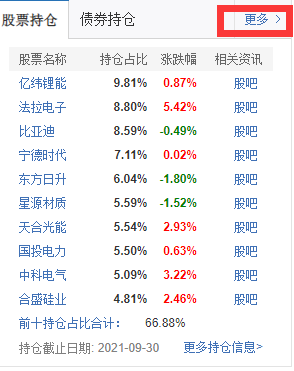 股票持仓 债券持仓 更多 >
股票名称 持仓占比 涨跌幅 相关资讯
亿纬锂能 9.81% 0.87% 股吧
法拉电子 8.80% 5.42% 股吧
比亚迪 8.59% -0.49% 股吧
宁德时代 7.11% 0.02% 股吧
东方日升 6.04% -1.80% 股吧
星源材质 5.59% -1.52% 股吧
天合光能 5.54% 2.93% 股吧
国投电力 5.50% 0.63% 股吧
中科电气 5.09% 3.22% 股吧
合盛硅业 4.81% 2.46% 股吧
前十持仓占比合计: 66.88%
持仓截止日期: 2021-09-30 更多持仓信息>